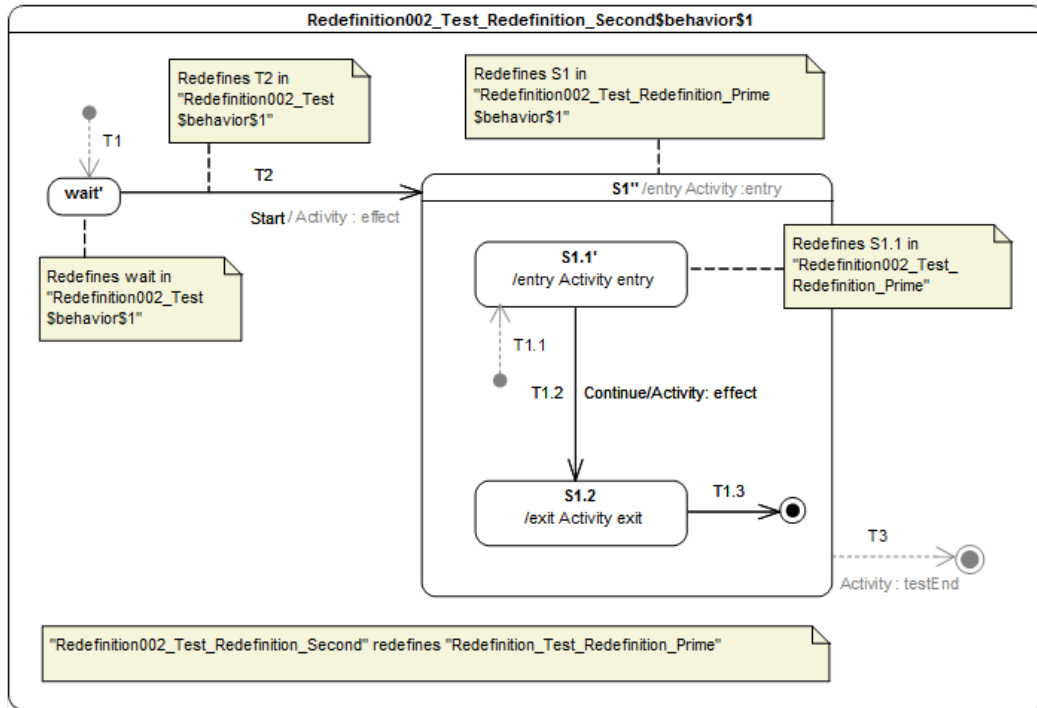 Redefinition002_Test_Redefinition_Second$behavior$1
Redefines T2 in
"Redefinition002_Test
$behavior$1"
Redefines S1 in
"Redefinition002_Test_Redefinition_Prime
$behavior$1"
T1
wait'
T2
Start / Activity : effect
S1'' /entry Activity :entry
Redefines wait in
"Redefinition002_Test
$behavior$1"
S1.1'
/entry Activity entry
Redefines S1.1 in
"Redefinition002_Test_
Redefinition_Prime"
T1.1
T1.2
Continue/Activity: effect
S1.2
/exit Activity exit
T1.3
T3
Activity : testEnd
"Redefinition002_Test_Redefinition_Second" redefines "Redefinition_Test_Redefinition_Prime"